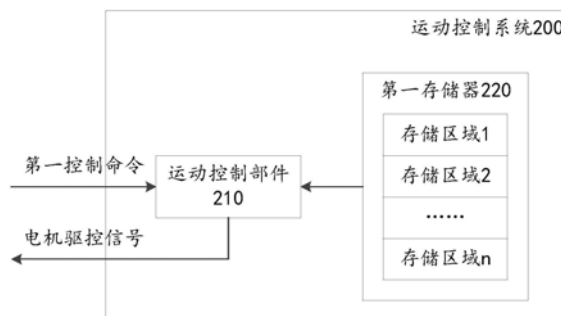 运动控制系统200
第一存储器220
存储区域1
第一控制命令
运动控制部件
210
存储区域2
……
电机驱控信号
存储区域n